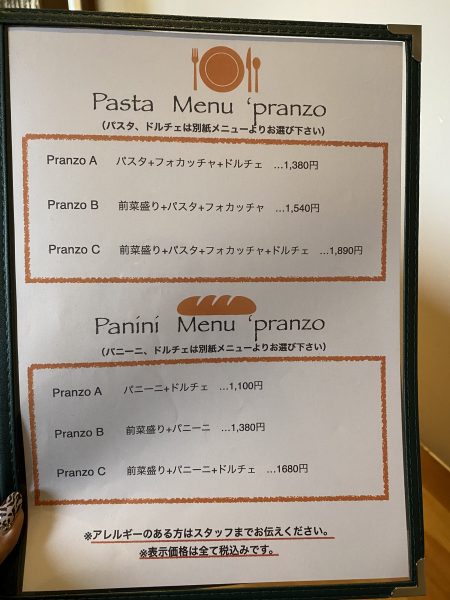 Pasta Menu ‘pranzo
(パスタ、ドルチェは別紙メニューよりお選び下さい)
Pranzo A パスタ+フォカッチャ+ドルチェ …1,380円
Pranzo B 前菜盛り+パスタ+フォカッチャ …1,540円
Pranzo C 前菜盛り+パスタ+フォカッチャ+ドルチェ …1,890円
Panini Menu ‘pranzo
(パニーニ、ドルチェは別紙メニューよりお選び下さい)
Pranzo A パニーニ+ドルチェ …1,100円
Pranzo B 前菜盛り+パニーニ …1,380円
Pranzo C 前菜盛り+パニーニ+ドルチェ …1680円
※アレルギーのある方はスタッフまでお伝えください。
※表示価格は全て税込みです。